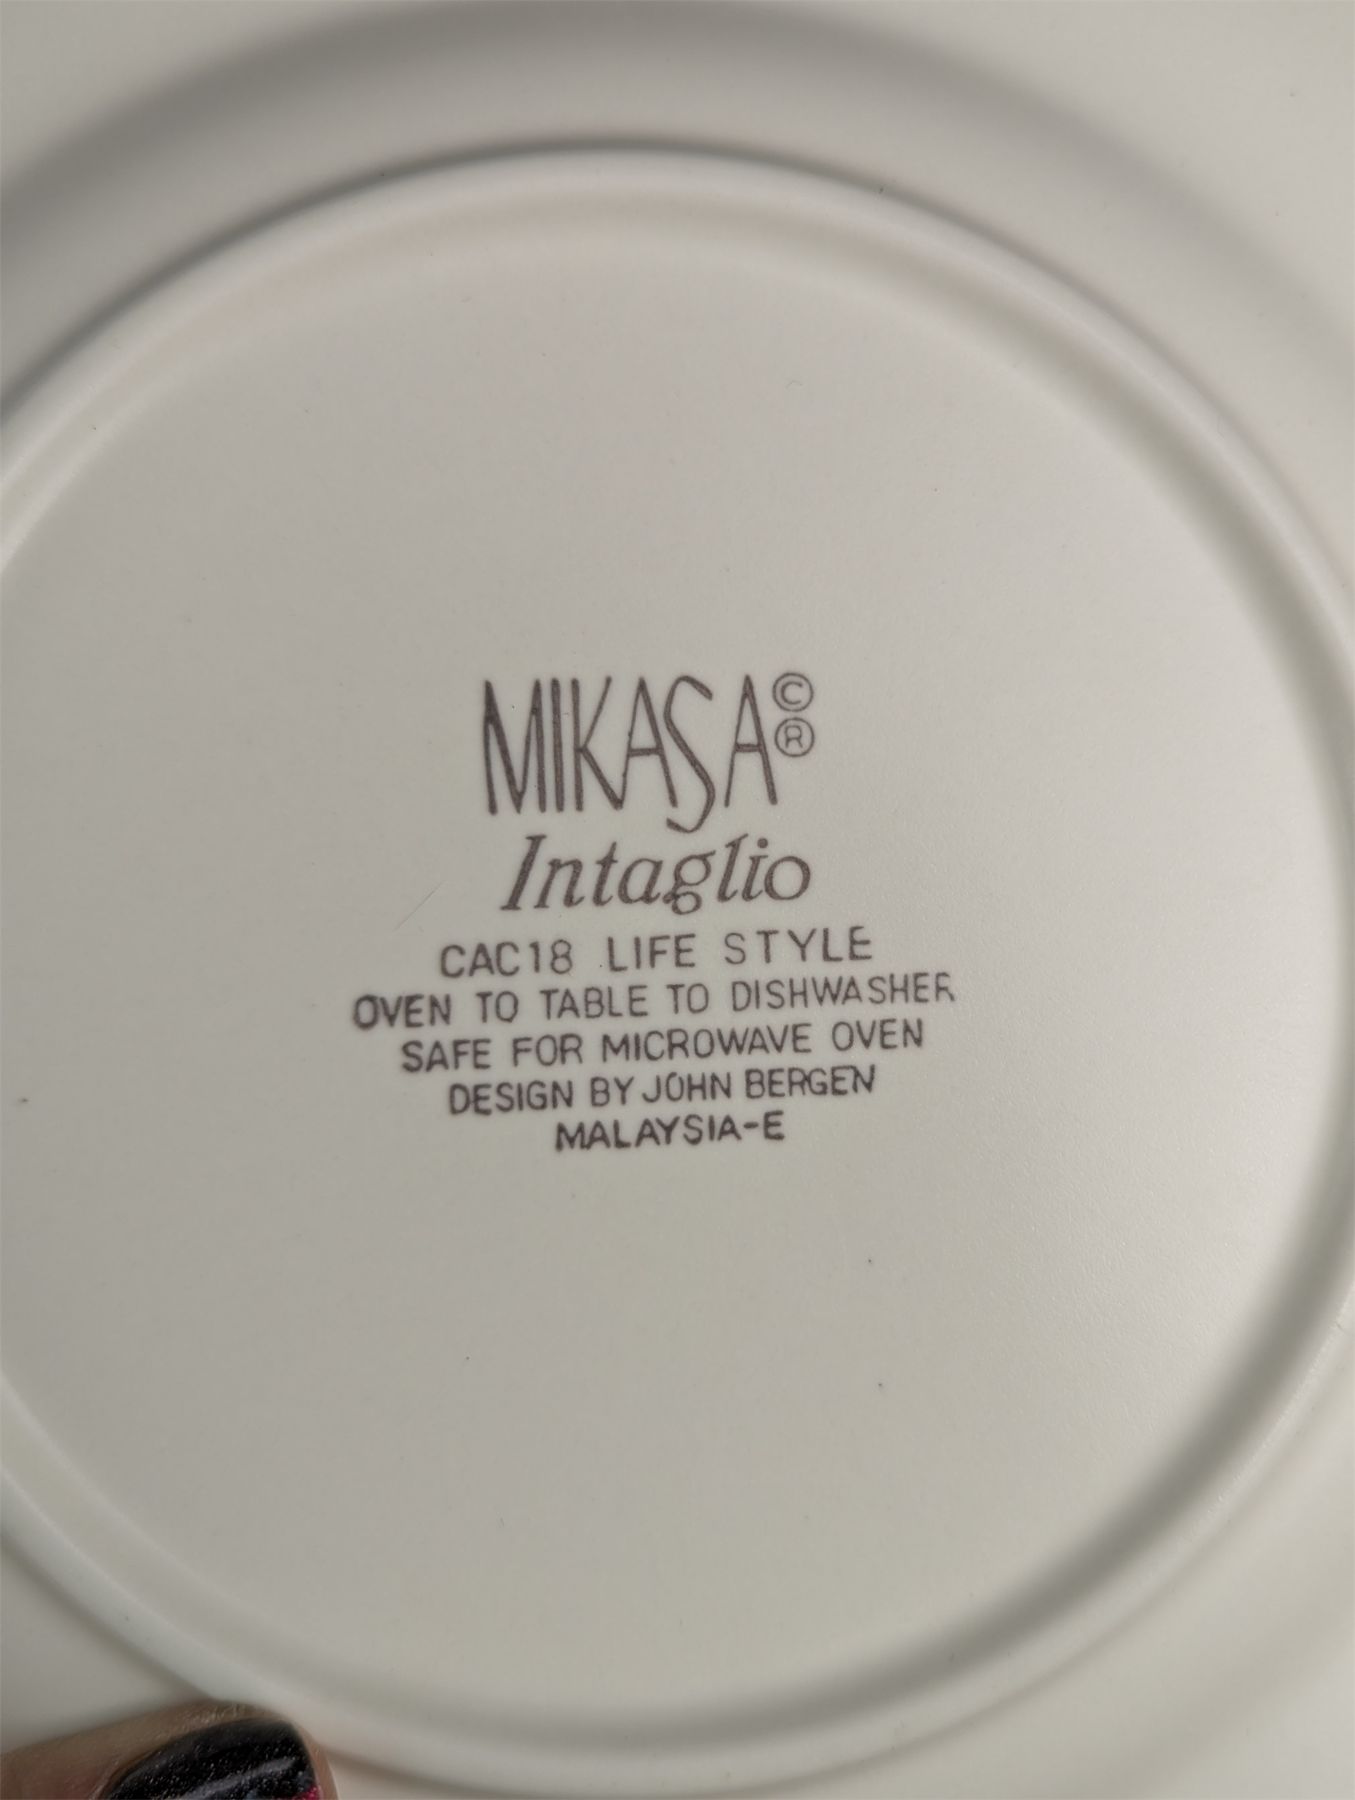 MIKASA©®
Intaglio
CAC18 LIFE STYLE
OVEN TO TABLE TO DISHWASHER
SAFE FOR MICROWAVE OVEN
DESIGN BY JOHN BERGEN
MALAYSIA-E